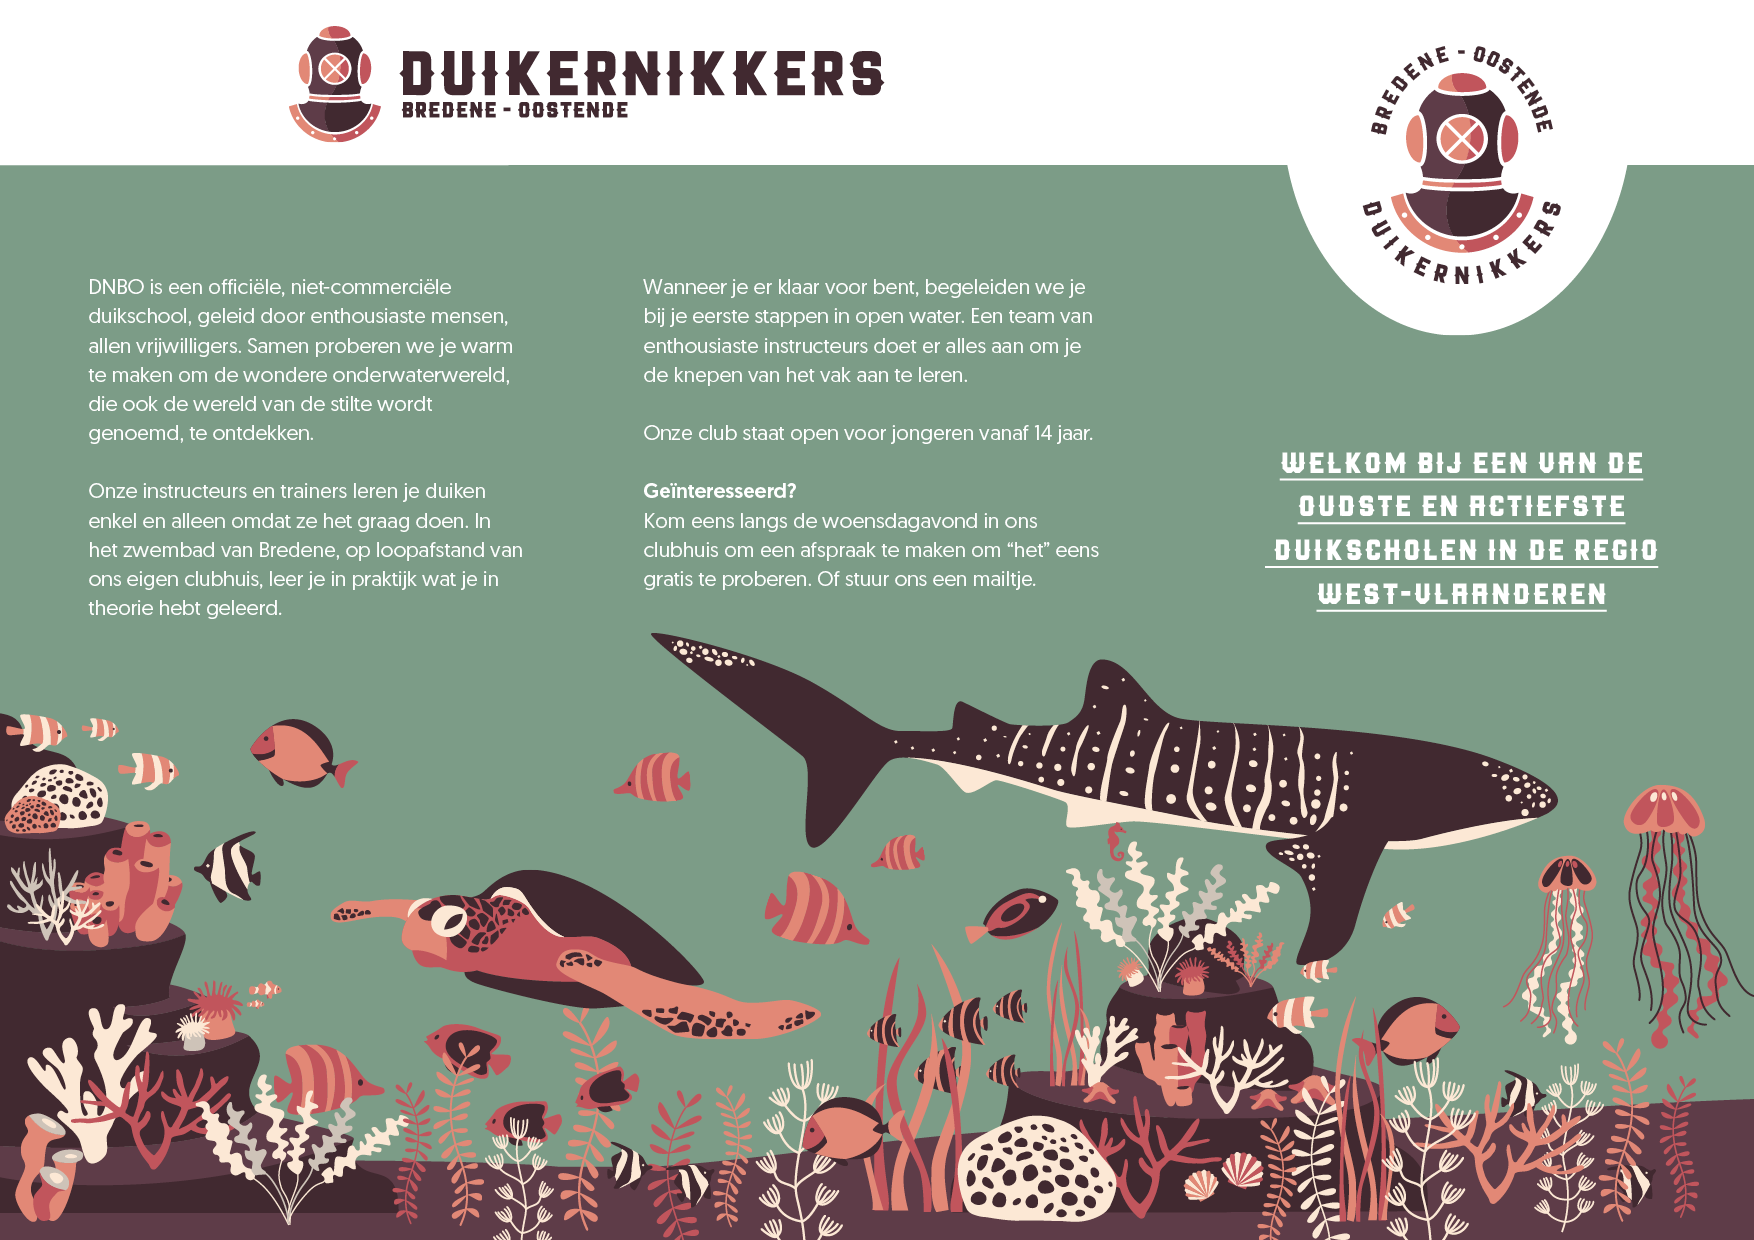 DUIKERNIKKERS
BREDENE - OOSTENDE
BREDENE - OOSTENDE
DUIKERNIKKERS
DNBO is een officiële, niet-commerciële
duikschool, geleid door enthousiaste mensen,
allen vrijwilligers. Samen proberen we je warm
te maken om de wondere onderwaterwereld,
die ook de wereld van de stilte wordt
genoemd, te ontdekken.
Onze instructeurs en trainers leren je duiken
enkel en alleen omdat ze het graag doen. In
het zwembad van Bredene, op loopafstand van
ons eigen clubhuis, leer je in praktijk wat je in
theorie hebt geleerd.
Wanneer je er klaar voor bent, begeleiden we je
bij je eerste stappen in open water. Een team van
enthousiaste instructeurs doet er alles aan om je
de knepen van het vak aan te leren.
Onze club staat open voor jongeren vanaf 14 jaar.
Geïnteresseerd?
Kom eens langs de woensdagavond in ons
clubhuis om een afspraak te maken om “het” eens
gratis te proberen. Of stuur ons een mailtje.
WELKOM BIJ EEN VAN DE
OUDSTE EN ACTIEFSTE
DUIKSCHOLEN IN DE REGIO
WEST-VLAANDEREN